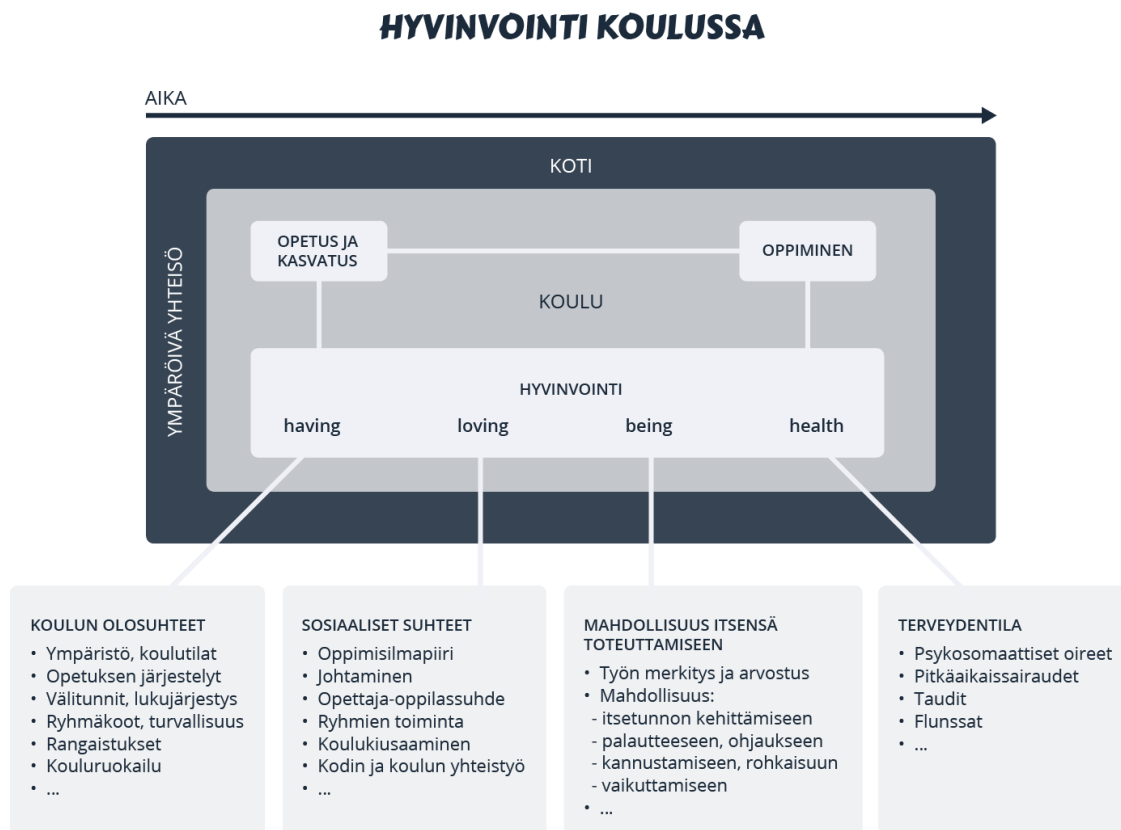 HYVINVOINTI KOULUSSA
AIKA
KOTI
YMPÄRÖIVÄ YHTEISÖ
OPETUS JA
KASVATUS
OPPIMINEN
KOULU
HYVINVOINTI
having
loving
being
health
KOULUN OLOSUHTEET
• Ympäristö, koulutilat
• Opetuksen järjestelyt
• Välitunnit, lukujärjestys
• Ryhmäkoot, turvallisuus
• Rangaistukset
• Kouluruokailu
• ...
SOSIAALISET SUHTEET
• Oppimisilmapiiri
• Johtaminen
• Opettaja-oppilassuhde
• Ryhmien toiminta
• Koulukiusaaminen
• Kodin ja koulun yhteistyö
• ...
MAHDOLLISUUS ITSENSÄ
TOTEUTTAMISEEN
• Työn merkitys ja arvostus
• Mahdollisuus:
- itsetunnon kehittämiseen
- palautteeseen, ohjaukseen
- kannustamiseen, rohkaisuun
- vaikuttamiseen
• ...
TERVEYDENTILA
• Psykosomaattiset oireet
• Pitkäaikaissairaudet
• Taudit
• Flunssat
• ...